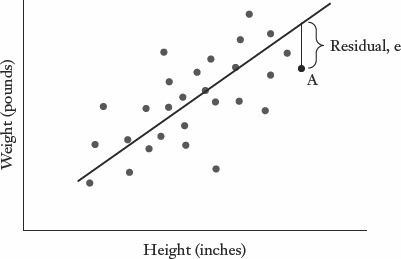 Weight (pounds)
Residual, e
A
Height (inches)